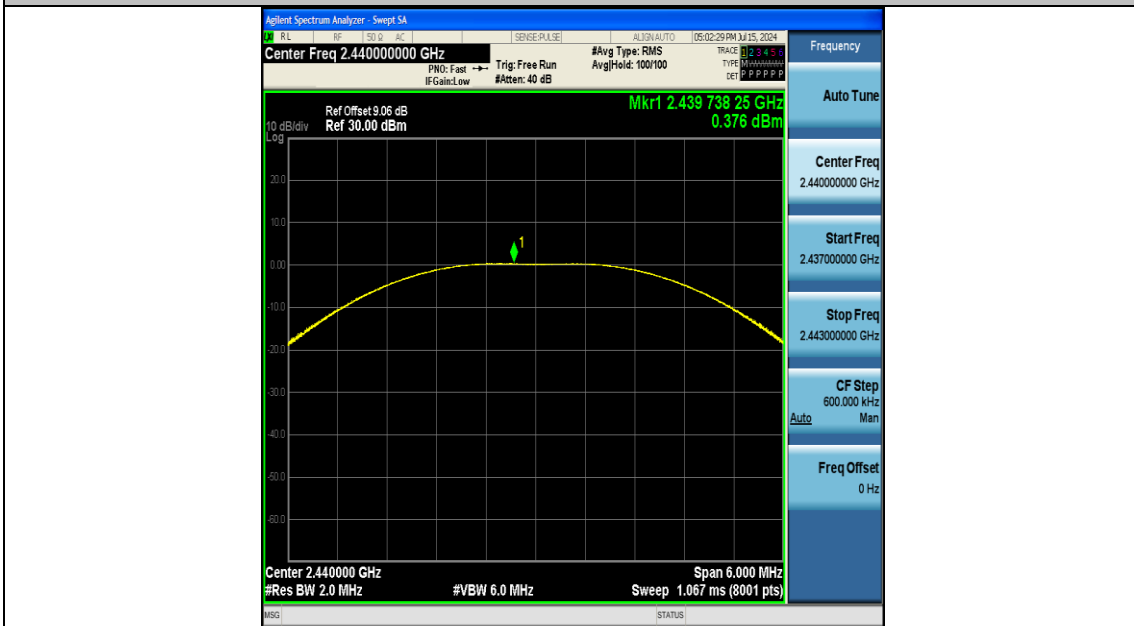 Agilent Spectrum Analyzer - Swept SA
RL RF 50 Ω AC SENSE:PULSE ALIGNAUTO 05:02:29 PM Jul 15, 2024
Center Freq 2.440000000 GHz
PNO: Fast
IFGain:Low
Trig: Free Run
#Atten: 40 dB
#Avg Type: RMS
Avg|Hold: 100/100
TRACE 1 2 3 4 5 6
TYPE M
DET P P P P P P
Ref Offset 9.06 dB
10 dB/div Ref 30.00 dBm
Log
Mkr1 2.439 738 25 GHz
0.376 dBm
20.0
10.0
0.00
-10.0
-20.0
-30.0
-40.0
-50.0
-60.0
1
Center 2.440000 GHz
Span 6.000 MHz
#Res BW 2.0 MHz
#VBW 6.0 MHz
Sweep 1.067 ms (8001 pts)
MSG
STATUS
Frequency
Auto Tune
Center Freq
2.440000000 GHz
Start Freq
2.437000000 GHz
Stop Freq
2.443000000 GHz
CF Step
600.000 kHz
Auto Man
Freq Offset
0 Hz